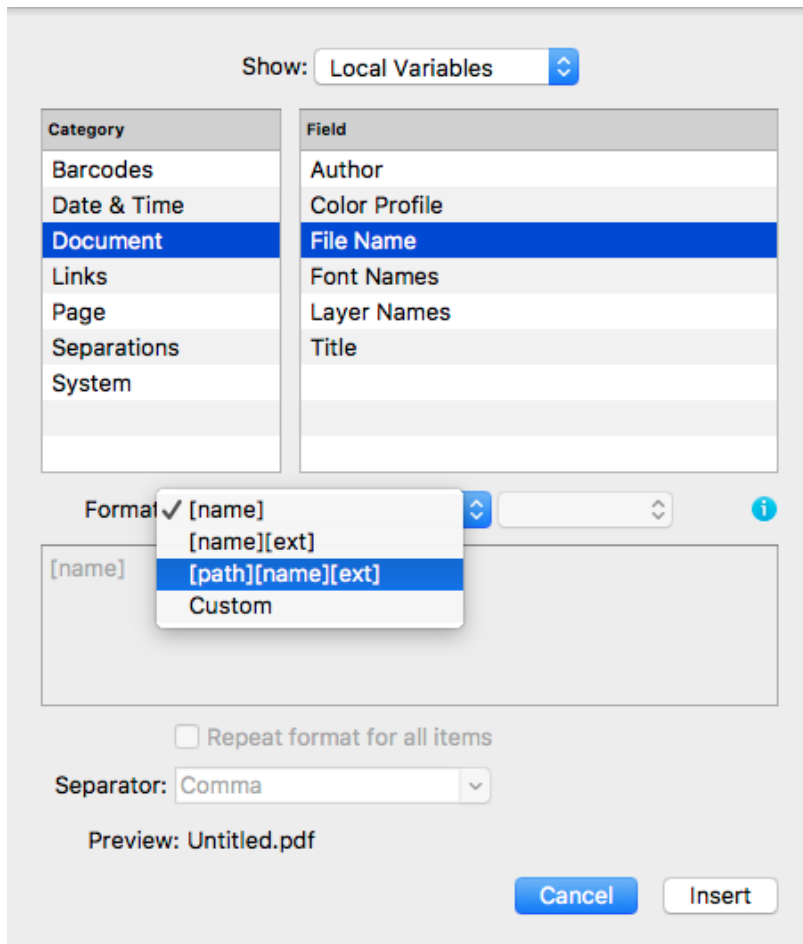 Show: Local Variables
Category Field
Barcodes Author
Date & Time Color Profile
Document File Name
Links Font Names
Page Layer Names
Separations Title
System
Format ✓ [name]
[name][ext]
[name] [path][name][ext]
Custom
Repeat format for all items
Separator: Comma
Preview: Untitled.pdf
Cancel Insert